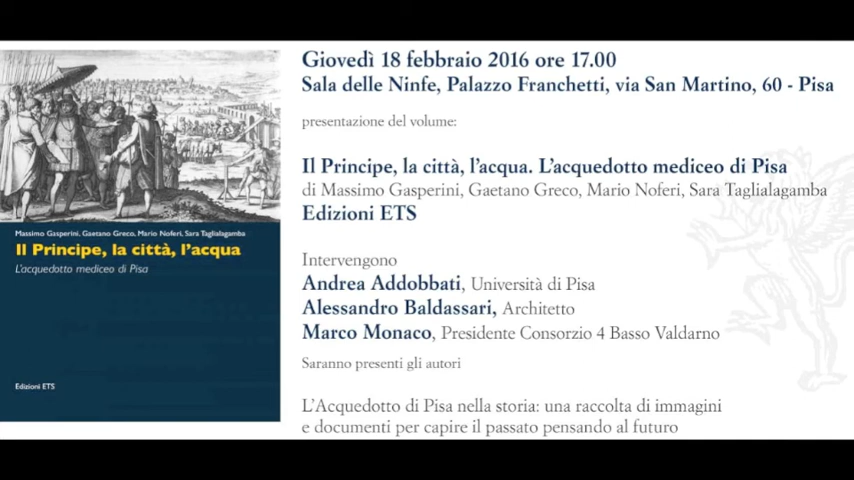 Massimo Gasperini, Gaetano Greco, Mario Noferi, Sara Taglialagamba
Il Principe, la città, l'acqua
L'acquedotto mediceo di Pisa
Edizioni ETS
Giovedì 18 febbraio 2016 ore 17.00
Sala delle Ninfe, Palazzo Franchetti, via San Martino, 60 - Pisa
presentazione del volume:
Il Principe, la città, l'acqua. L'acquedotto mediceo di Pisa
di Massimo Gasperini, Gaetano Greco, Mario Noferi, Sara Taglialagamba
Edizioni ETS
Intervengono
Andrea Addobbati, Università di Pisa
Alessandro Baldassari, Architetto
Marco Monaco, Presidente Consorzio 4 Basso Valdarno
Saranno presenti gli autori
L'Acquedotto di Pisa nella storia: una raccolta di immagini
e documenti per capire il passato pensando al futuro